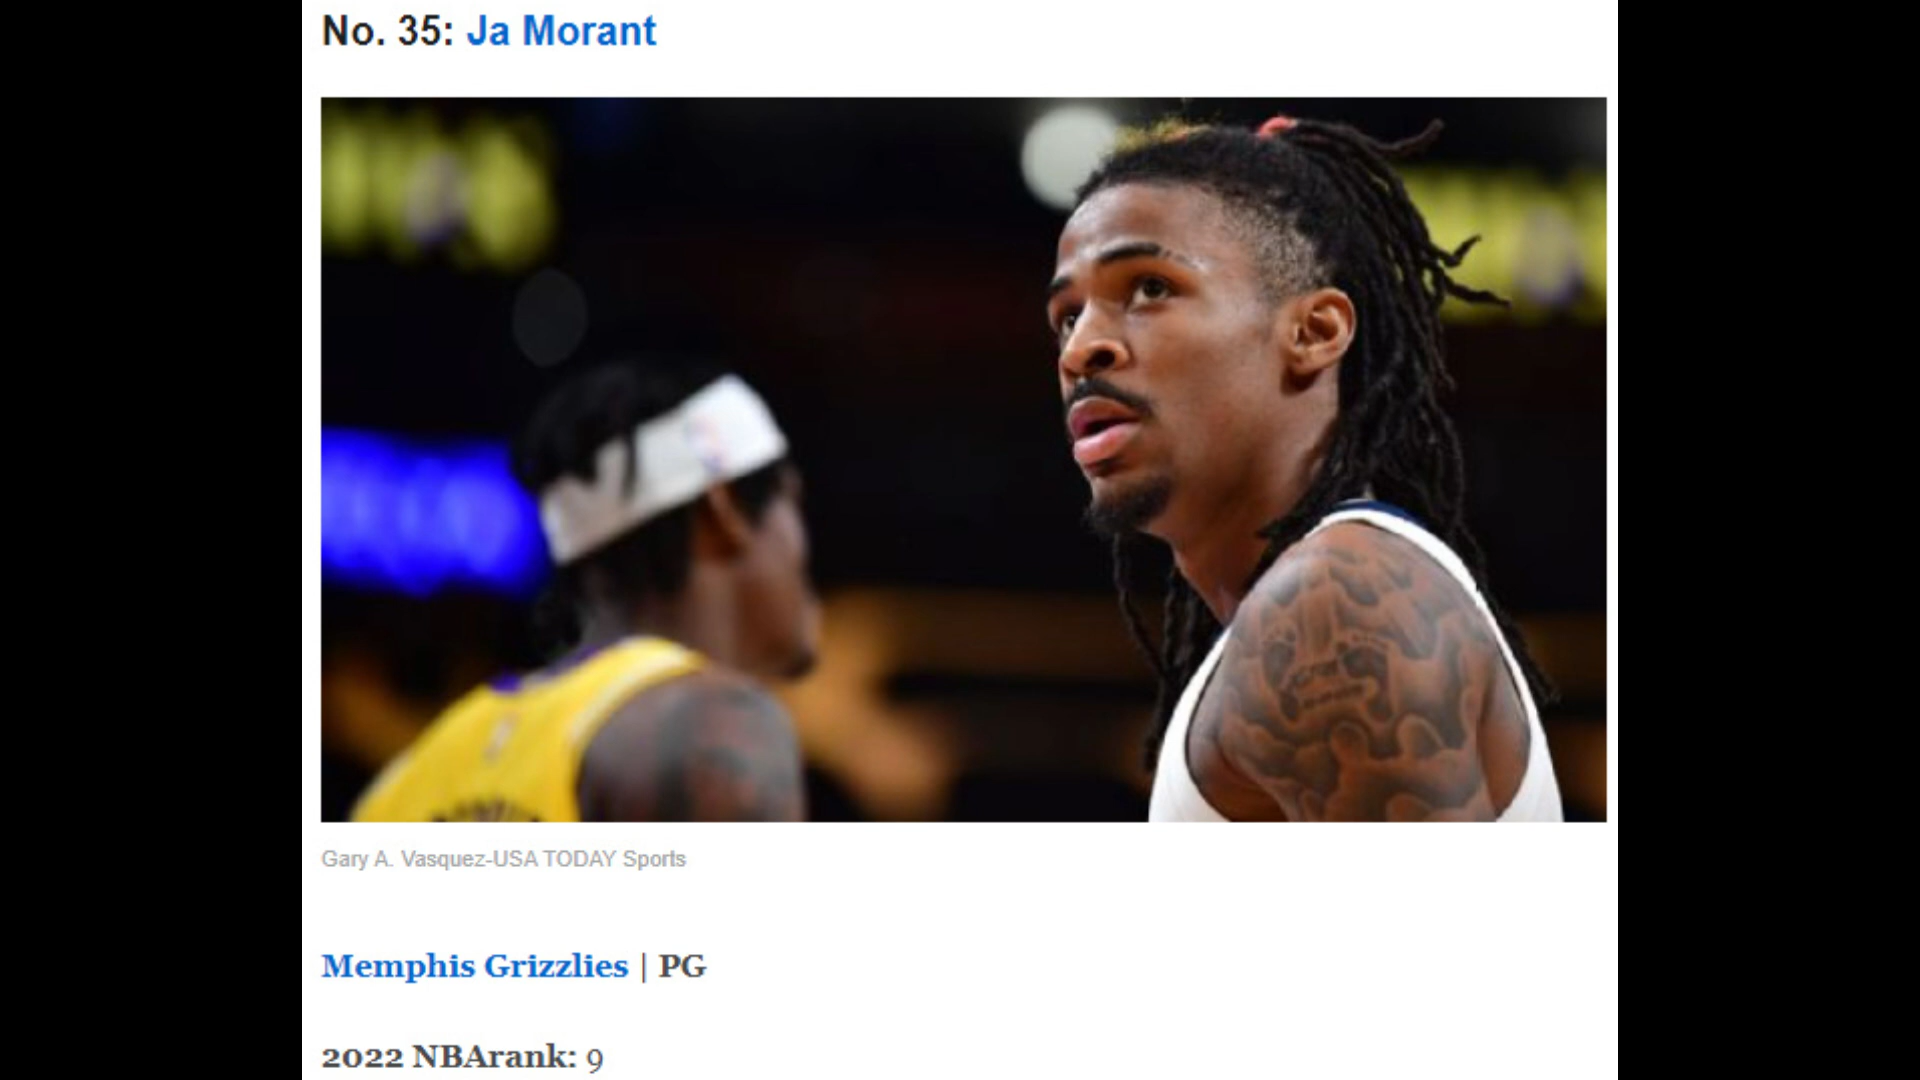 No. 35: Ja Morant
Gary A. Vasquez-USA TODAY Sports
Memphis Grizzlies | PG
2022 NBArank: 9